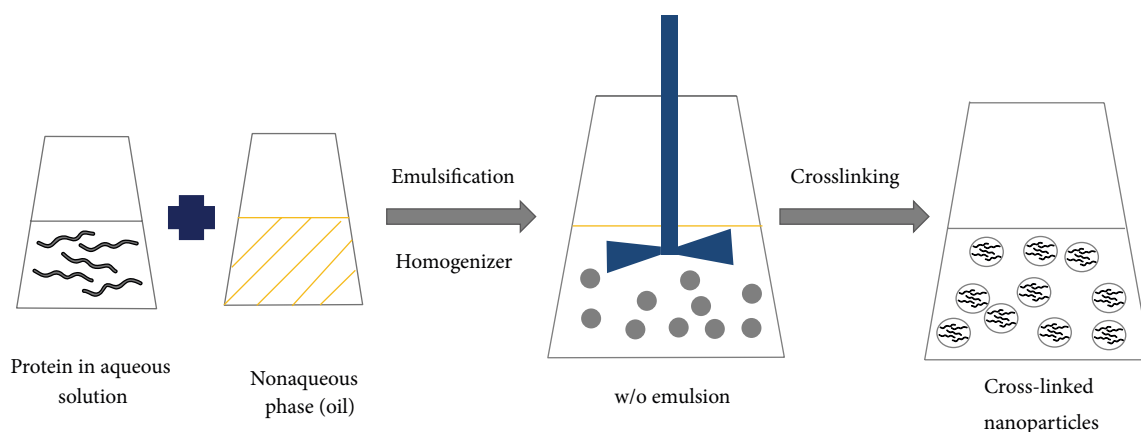 Protein in aqueous
solution
Nonaqueous
phase (oil)
Emulsification
Homogenizer
w/o emulsion
Crosslinking
Cross-linked
nanoparticles